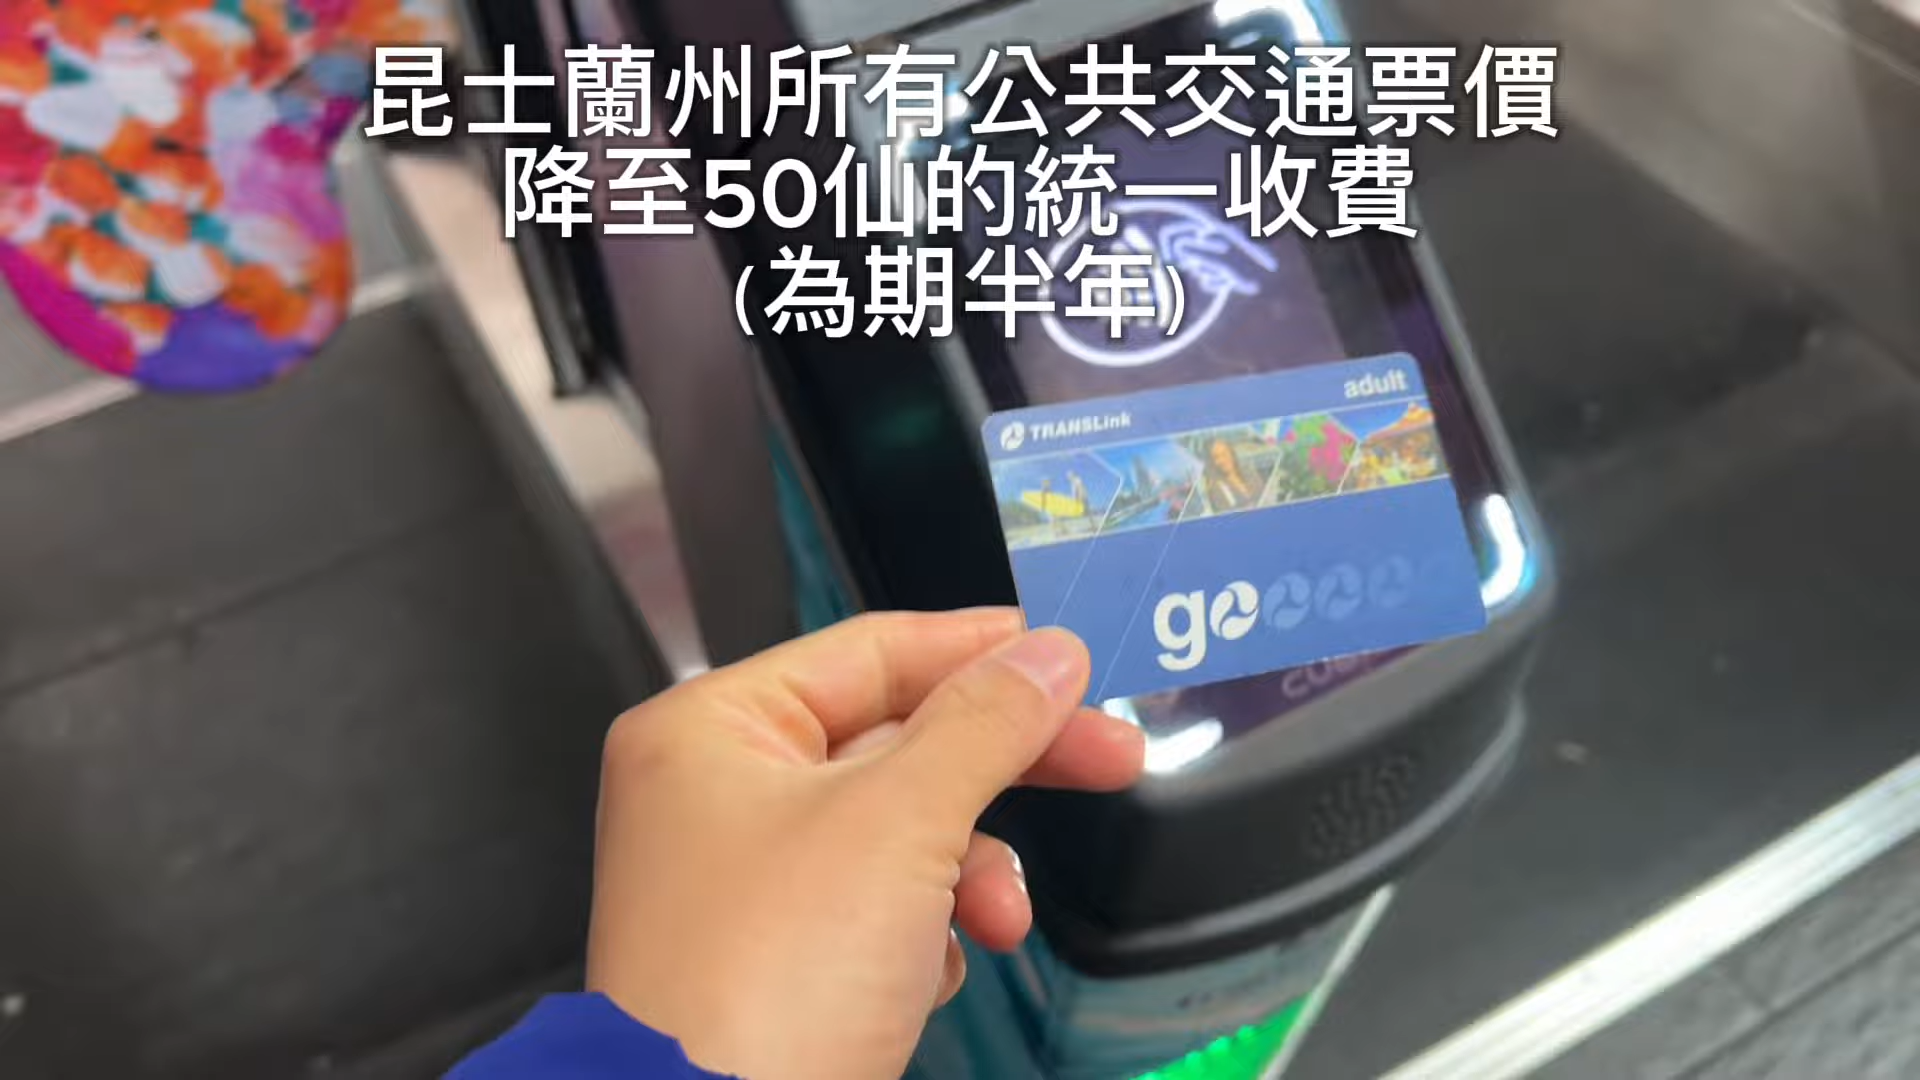 昆士蘭州所有公共交通票價
降至50仙的統一收費
(為期半年)
adult
TRANSLink
go